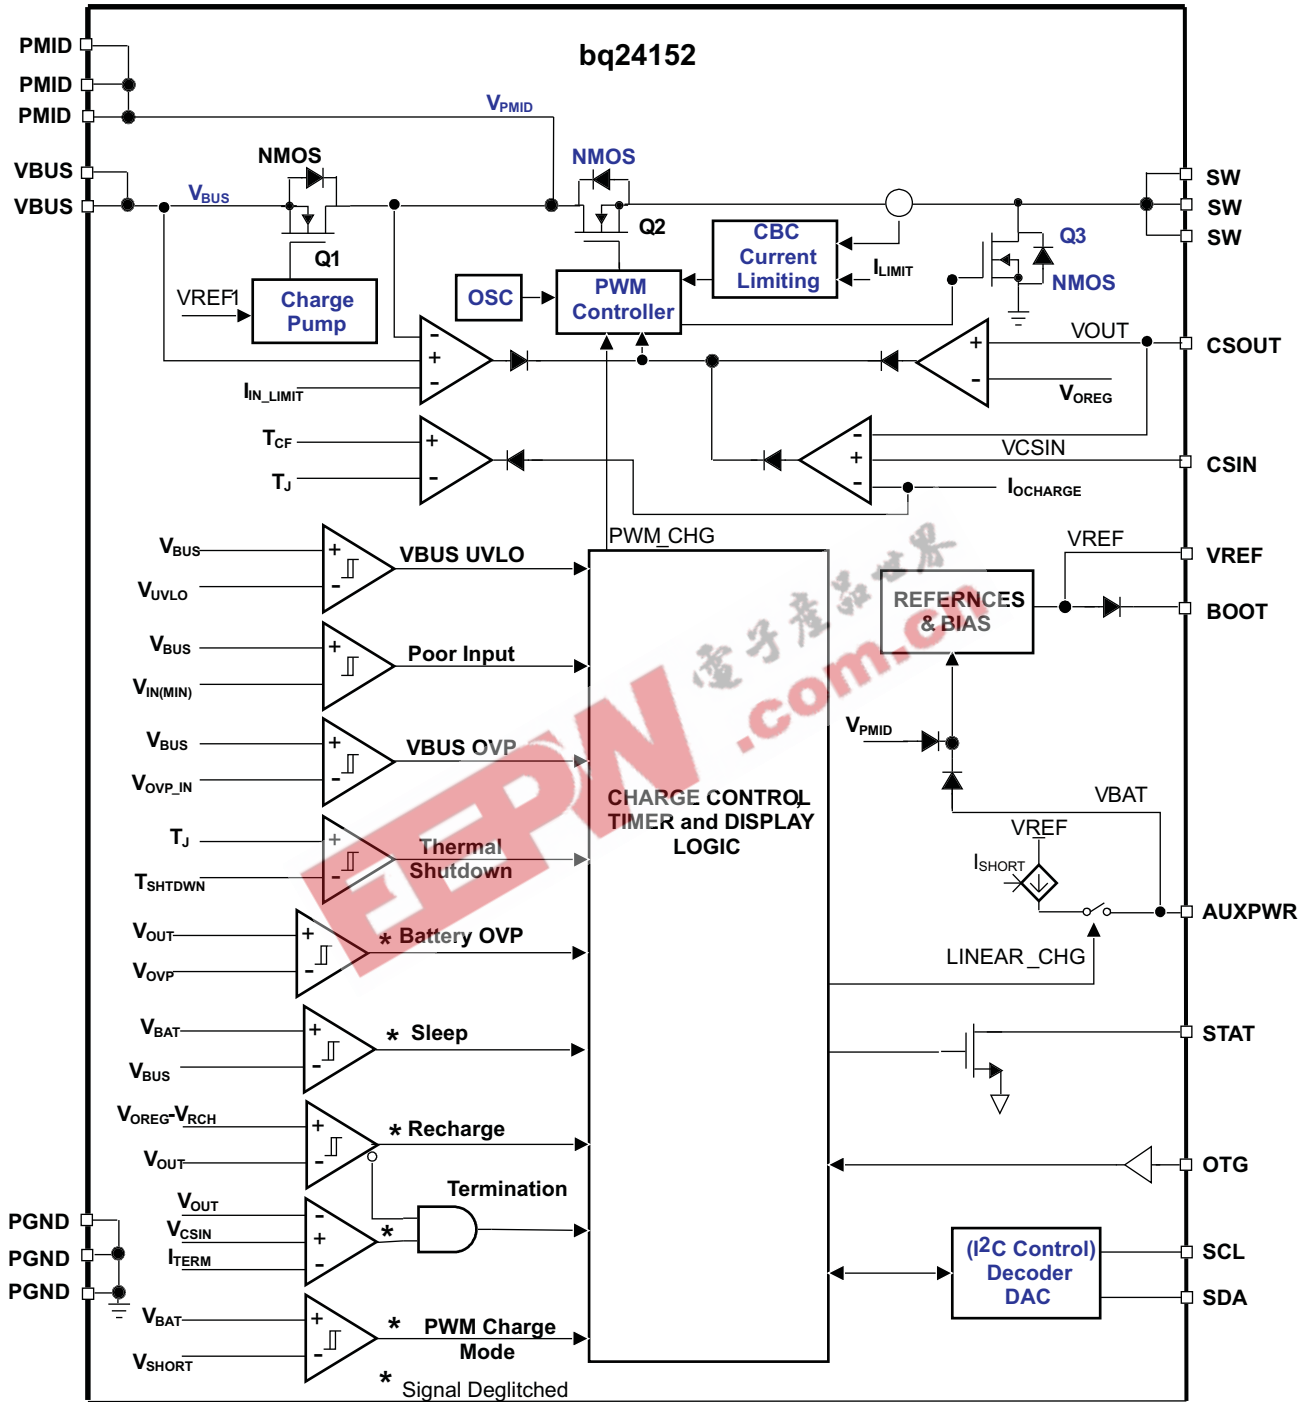 bq24152
PMID
PMID
PMID
VPMID
VBUS
VBUS
VBUS
NMOS
Q1
NMOS
Q2
SW
SW
SW
Q3
NMOS
CBC
Current
Limiting
ILIMIT
VREF1
Charge
Pump
OSC
PWM
Controller
-
+
-
IIN_LIMIT
+
-
VOUT
CSOUT
VOREG
TCF
TJ
+
-
-
+
-
VCSIN
CSIN
IOCHARGE
PWM_CHG
VBUS
VUVLO
+
-
VBUS UVLO
VREF
VREF
REFERNCES
& BIAS
BOOT
VBUS
VIN(MIN)
+
-
Poor Input
電子産品世界
.com.cn
EEPW
VBUS
VOVP_IN
+
-
VBUS OVP
VPMID
VBAT
CHARGE CONTROL,
TIMER and DISPLAY
LOGIC
TJ
TSHTDWN
+
-
Thermal
Shutdown
VREF
ISHORT
AUXPWR
VOUT
VOVP
+
-
* Battery OVP
LINEAR_CHG
VBAT
VBUS
+
-
* Sleep
STAT
VOREG-VRCH
VOUT
+
-
* Recharge
OTG
Termination
VOUT
VCSIN
ITERM
-
+
-
*
PGND
PGND
PGND
(I2C Control)
Decoder
DAC
SCL
SDA
VBAT
VSHORT
+
-
* PWM Charge
Mode
* Signal Deglitched